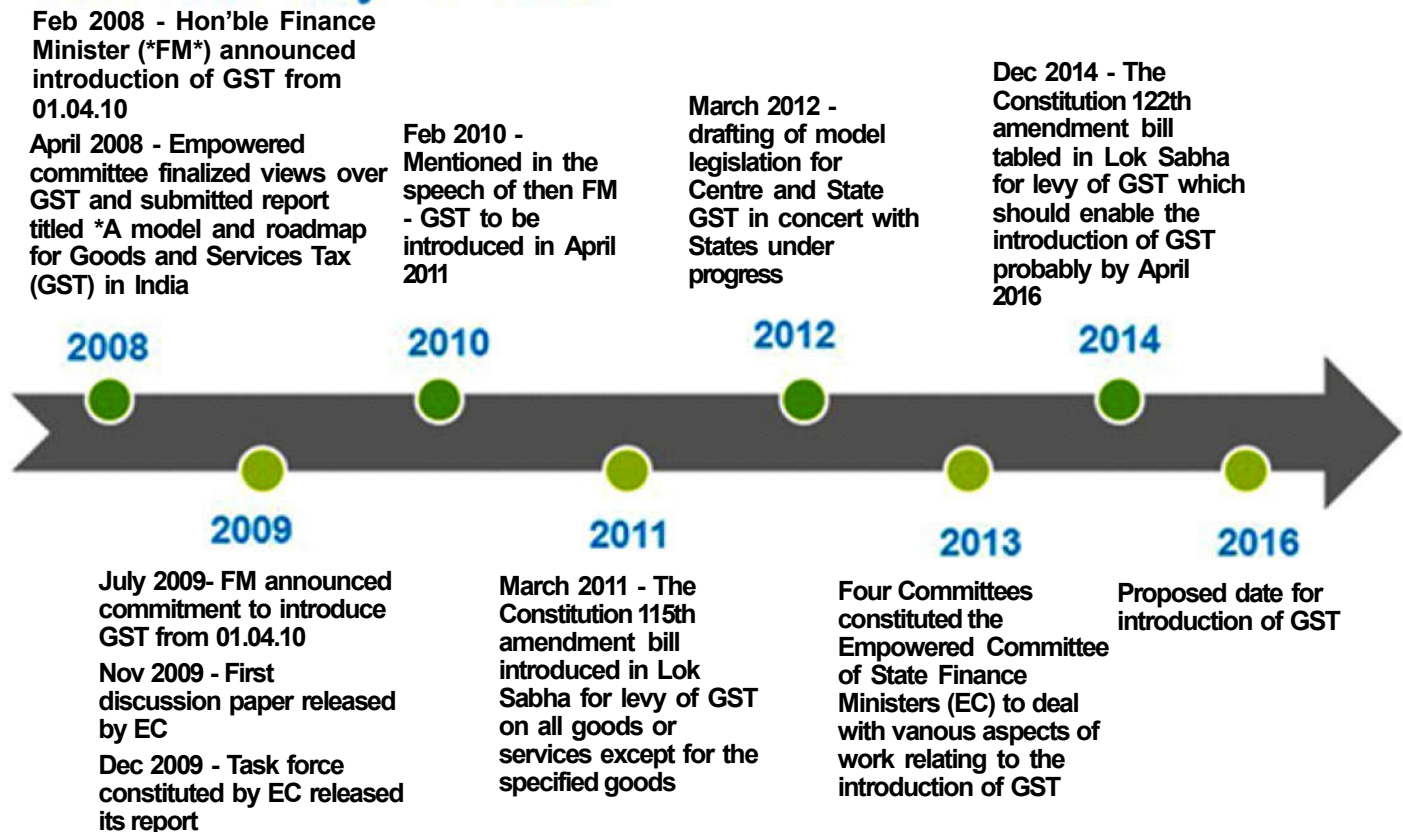 Feb 2008 - Hon'ble Finance
Minister (*FM*) announced
introduction of GST from
01.04.10
April 2008 - Empowered
committee finalized views over
GST and submitted report
titled *A model and roadmap
for Goods and Services Tax
(GST) in India
Feb 2010 -
Mentioned in the
speech of then FM
- GST to be
introduced in April
2011
March 2012 -
drafting of model
legislation for
Centre and State
GST in concert with
States under
progress
Dec 2014 - The
Constitution 122th
amendment bill
tabled in Lok Sabha
for levy of GST which
should enable the
introduction of GST
probably by April
2016
2008
2010
2012
2014
2009
2011
2013
2016
July 2009- FM announced
commitment to introduce
GST from 01.04.10
Nov 2009 - First
discussion paper released
by EC
Dec 2009 - Task force
constituted by EC released
its report
March 2011 - The
Constitution 115th
amendment bill
introduced in Lok
Sabha for levy of GST
on all goods or
services except for the
specified goods
Four Committees
constituted the
Empowered Committee
of State Finance
Ministers (EC) to deal
with vanous aspects of
work relating to the
introduction of GST
Proposed date for
introduction of GST